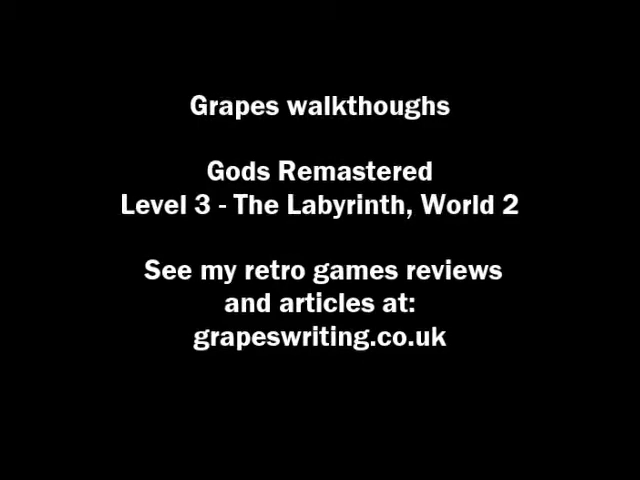 Grapes walkthoughs
Gods Remastered
Level 3 - The Labyrinth, World 2
See my retro games reviews
and articles at:
grapeswriting.co.uk